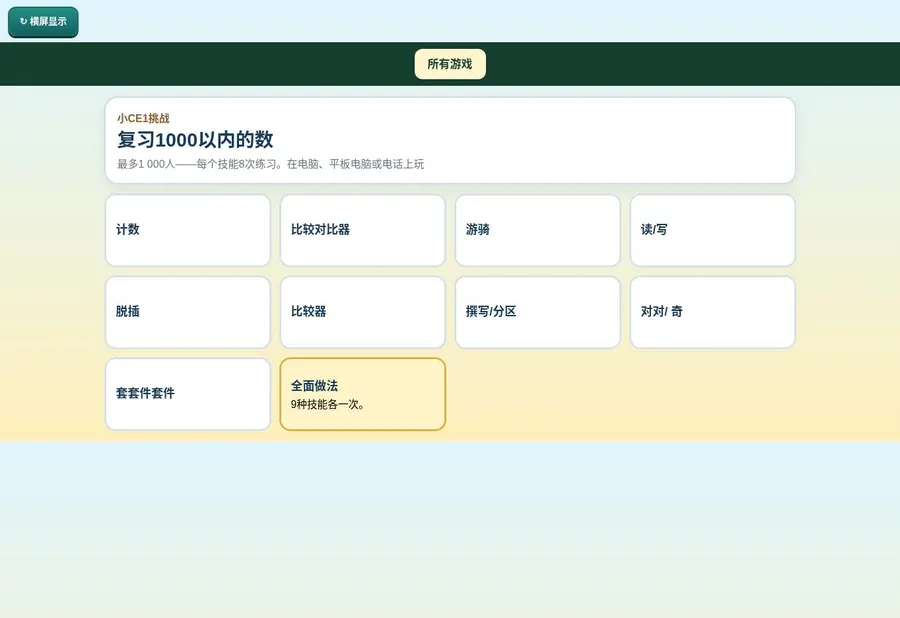 ↻ 横屏显示
所有游戏
小CE1挑战
复习1000以内的数
最多1 000人——每个技能8次练习。在电脑、平板电脑或电话上玩
计数
比较对比器
游骑
读/写
脱插
比较器
撰写/分区
对对/ 奇
套套件套件
全面做法
9种技能各一次。